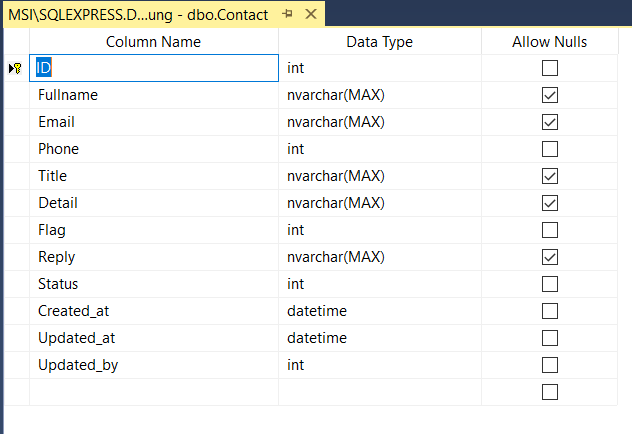 MSI\SQLEXPRESS.D...ung - dbo.Contact
Column Name Data Type Allow Nulls
ID int
Fullname nvarchar(MAX)
Email nvarchar(MAX)
Phone int
Title nvarchar(MAX)
Detail nvarchar(MAX)
Flag int
Reply nvarchar(MAX)
Status int
Created_at datetime
Updated_at datetime
Updated_by int